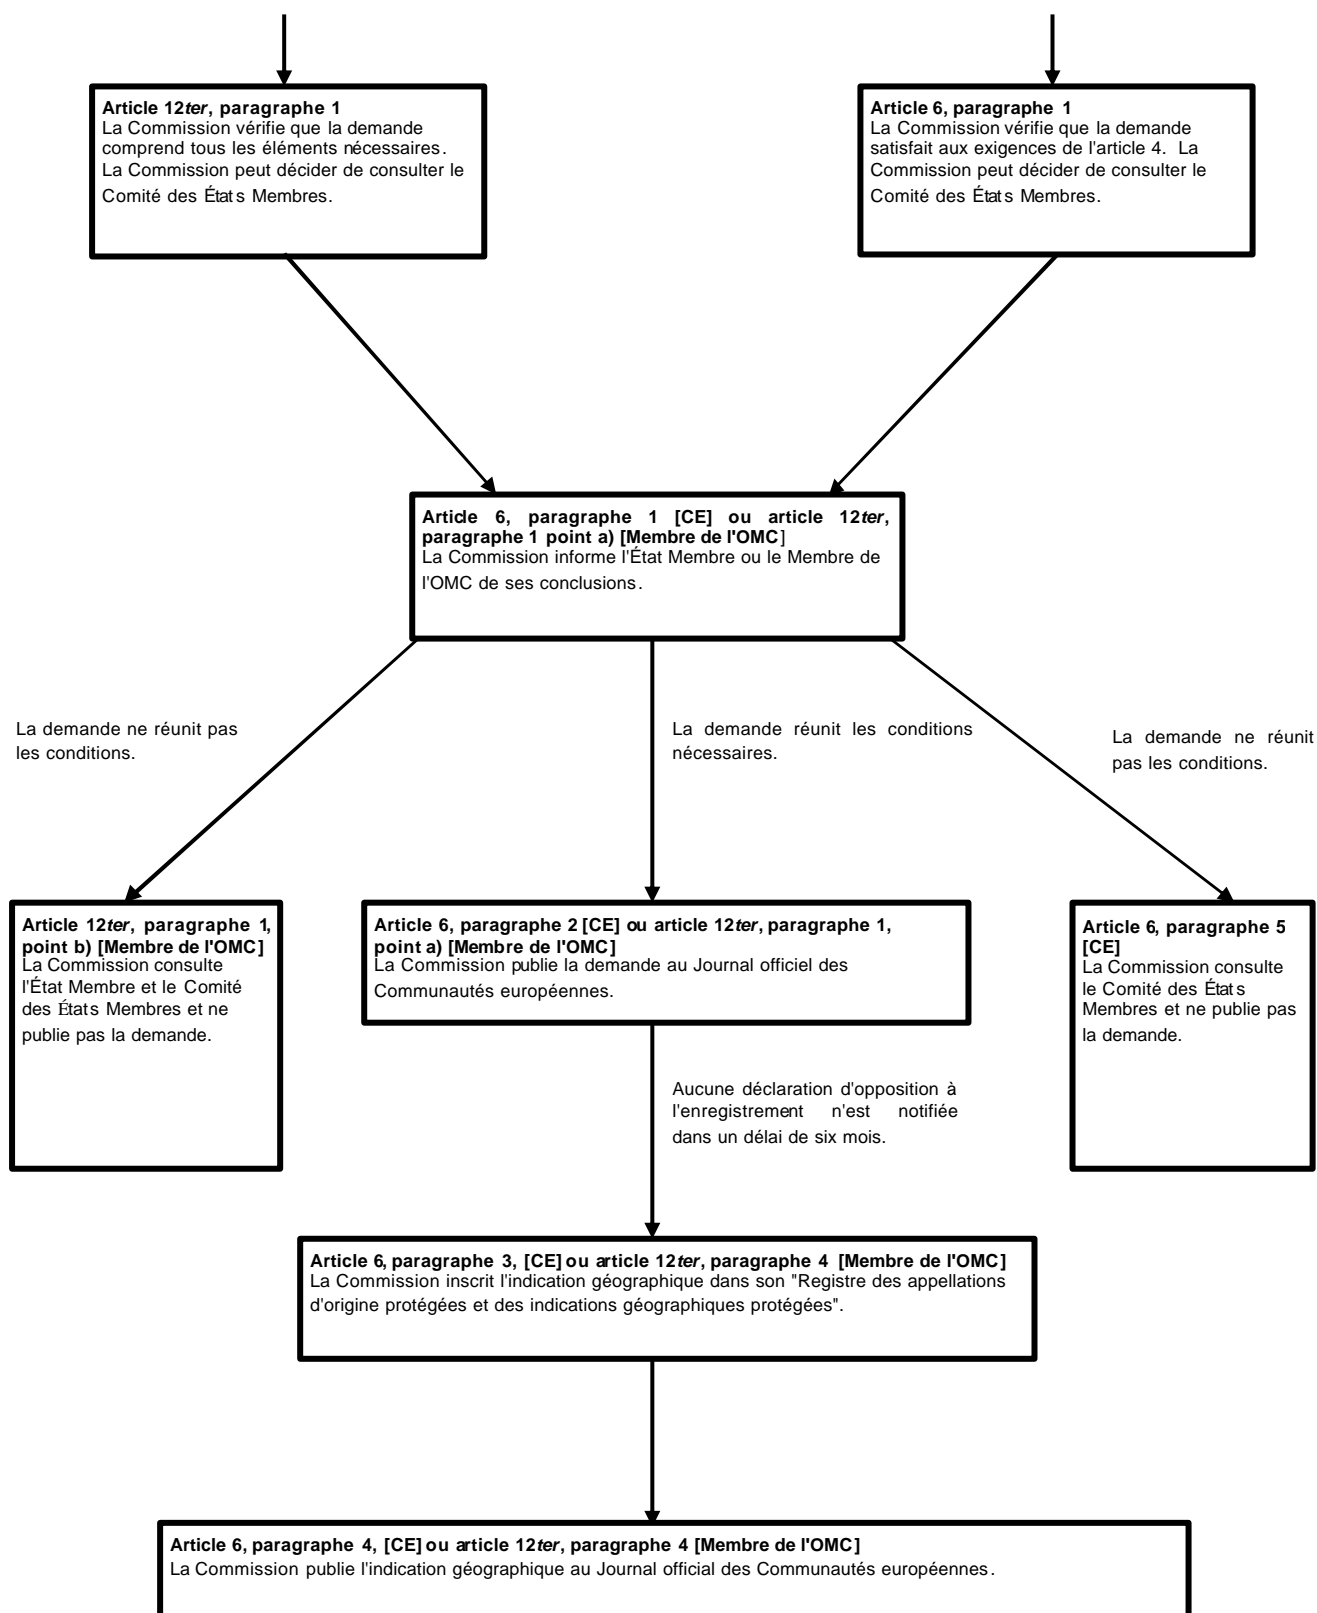 Article 12ter, paragraphe 1
La Commission vérifie que la demande
comprend tous les éléments nécessaires.
La Commission peut décider de consulter le
Comité des États Membres.
Article 6, paragraphe 1
La Commission vérifie que la demande
satisfait aux exigences de l'article 4. La
Commission peut décider de consulter le
Comité des États Membres.
Article 6, paragraphe 1 [CE] ou article 12ter,
paragraphe 1 point a) [Membre de l'OMC]
La Commission informe l'État Membre ou le Membre de
l'OMC de ses conclusions.
La demande ne réunit pas
les conditions.
La demande réunit les conditions
nécessaires.
La demande ne réunit
pas les conditions.
Article 12ter, paragraphe 1,
point b) [Membre de l'OMC]
La Commission consulte
l'État Membre et le Comité
des États Membres et ne
publie pas la demande.
Article 6, paragraphe 2 [CE] ou article 12ter, paragraphe 1,
point a) [Membre de l'OMC]
La Commission publie la demande au Journal officiel des
Communautés européennes.
Article 6, paragraphe 5
[CE]
La Commission consulte
le Comité des États
Membres et ne publie pas
la demande.
Aucune déclaration d'opposition à
l'enregistrement n'est notifiée
dans un délai de six mois.
Article 6, paragraphe 3, [CE] ou article 12ter, paragraphe 4 [Membre de l'OMC]
La Commission inscrit l'indication géographique dans son "Registre des appellations
d'origine protégées et des indications géographiques protégées".
Article 6, paragraphe 4, [CE] ou article 12ter, paragraphe 4 [Membre de l'OMC]
La Commission publie l'indication géographique au Journal official des Communautés européennes.